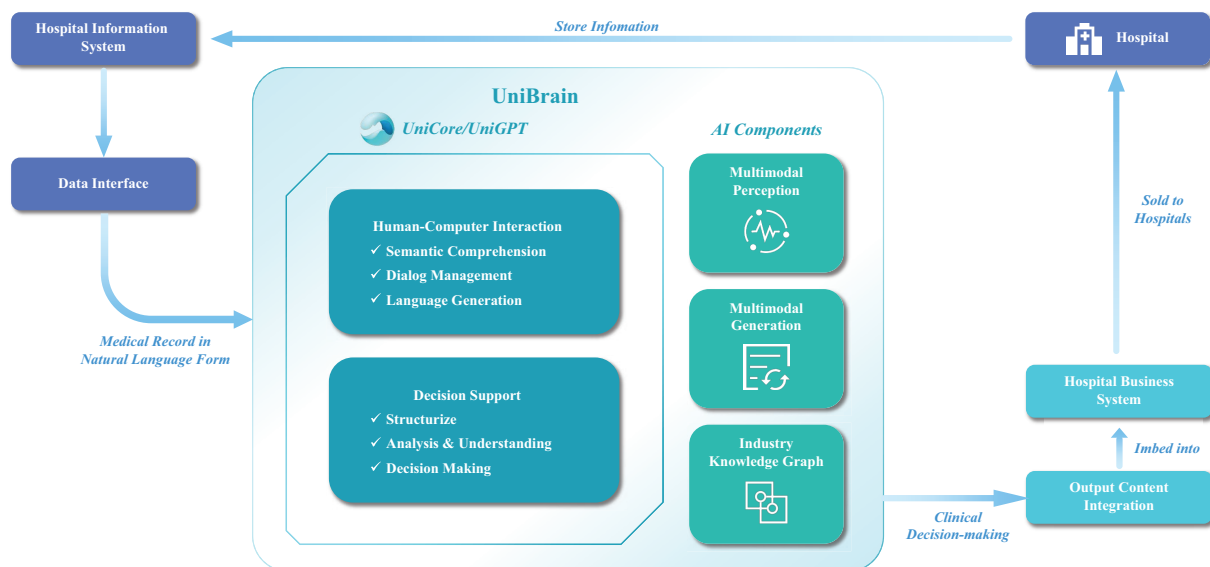 Hospital Information
System
Store Infomation
Hospital
UniBrain
UniCore/UniGPT
AI Components
Data Interface
Medical Record in
Natural Language Form
Human-Computer Interaction
✓ Semantic Comprehension
✓ Dialog Management
✓ Language Generation
Decision Support
✓ Structurize
✓ Analysis & Understanding
✓ Decision Making
Multimodal
Perception
Multimodal
Generation
Industry
Knowledge Graph
Clinical
Decision-making
Sold to
Hospitals
Hospital Business
System
Imbed into
Output Content
Integration